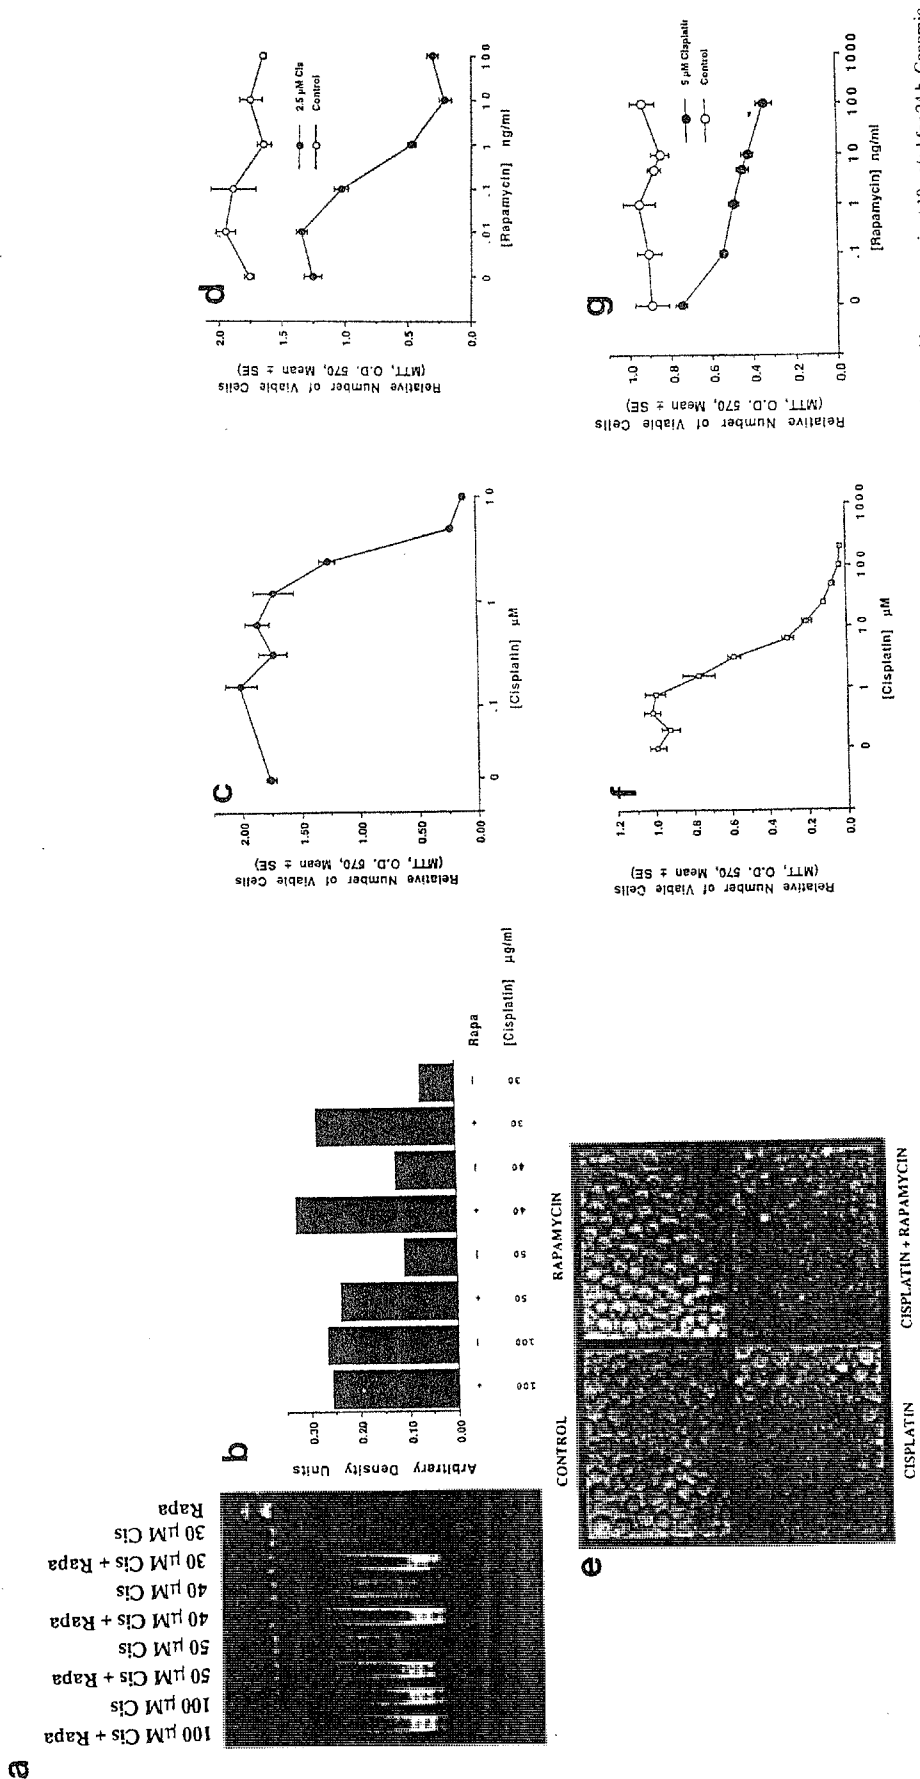 a
100 µM Cis + Rapa
100 µM Cis
50 µM Cis + Rapa
50 µM Cis
40 µM Cis + Rapa
40 µM Cis
30 µM Cis + Rapa
30 µM Cis
Rapa
b
Arbitrary Density Units
0.30
0.20
0.10
0.00
+ | + | + | + | Rapa
100 100 50 50 40 40 30 30 [Cisplatin] µg/ml
c
Relative Number of Viable Cells
(MTT, O.D. 570, Mean ± SE)
2.00
1.50
1.00
0.50
0.00
0 .1 1 10
[Cisplatin] µM
d
Relative Number of Viable Cells
(MTT, O.D. 570, Mean ± SE)
2.0
1.5
1.0
0.5
0.0
2.5 µM Cis
Control
0 .01 .1 1 10 100
[Rapamycin] ng/ml
e
CONTROL
RAPAMYCIN
CISPLATIN
CISPLATIN + RAPAMYCIN
f
Relative Number of Viable Cells
(MTT, O.D. 570, Mean ± SE)
1.2
1.0
0.8
0.6
0.4
0.2
0.0
0 1 10 100 1000
[Cisplatin] µM
g
Relative Number of Viable Cells
(MTT, O.D. 570, Mean ± SE)
1.0
0.8
0.6
0.4
0.2
0.0
5 µM Cisplatin
Control
0 .1 1 10 100 1000
[Rapamycin] ng/ml
24 h. Genomic